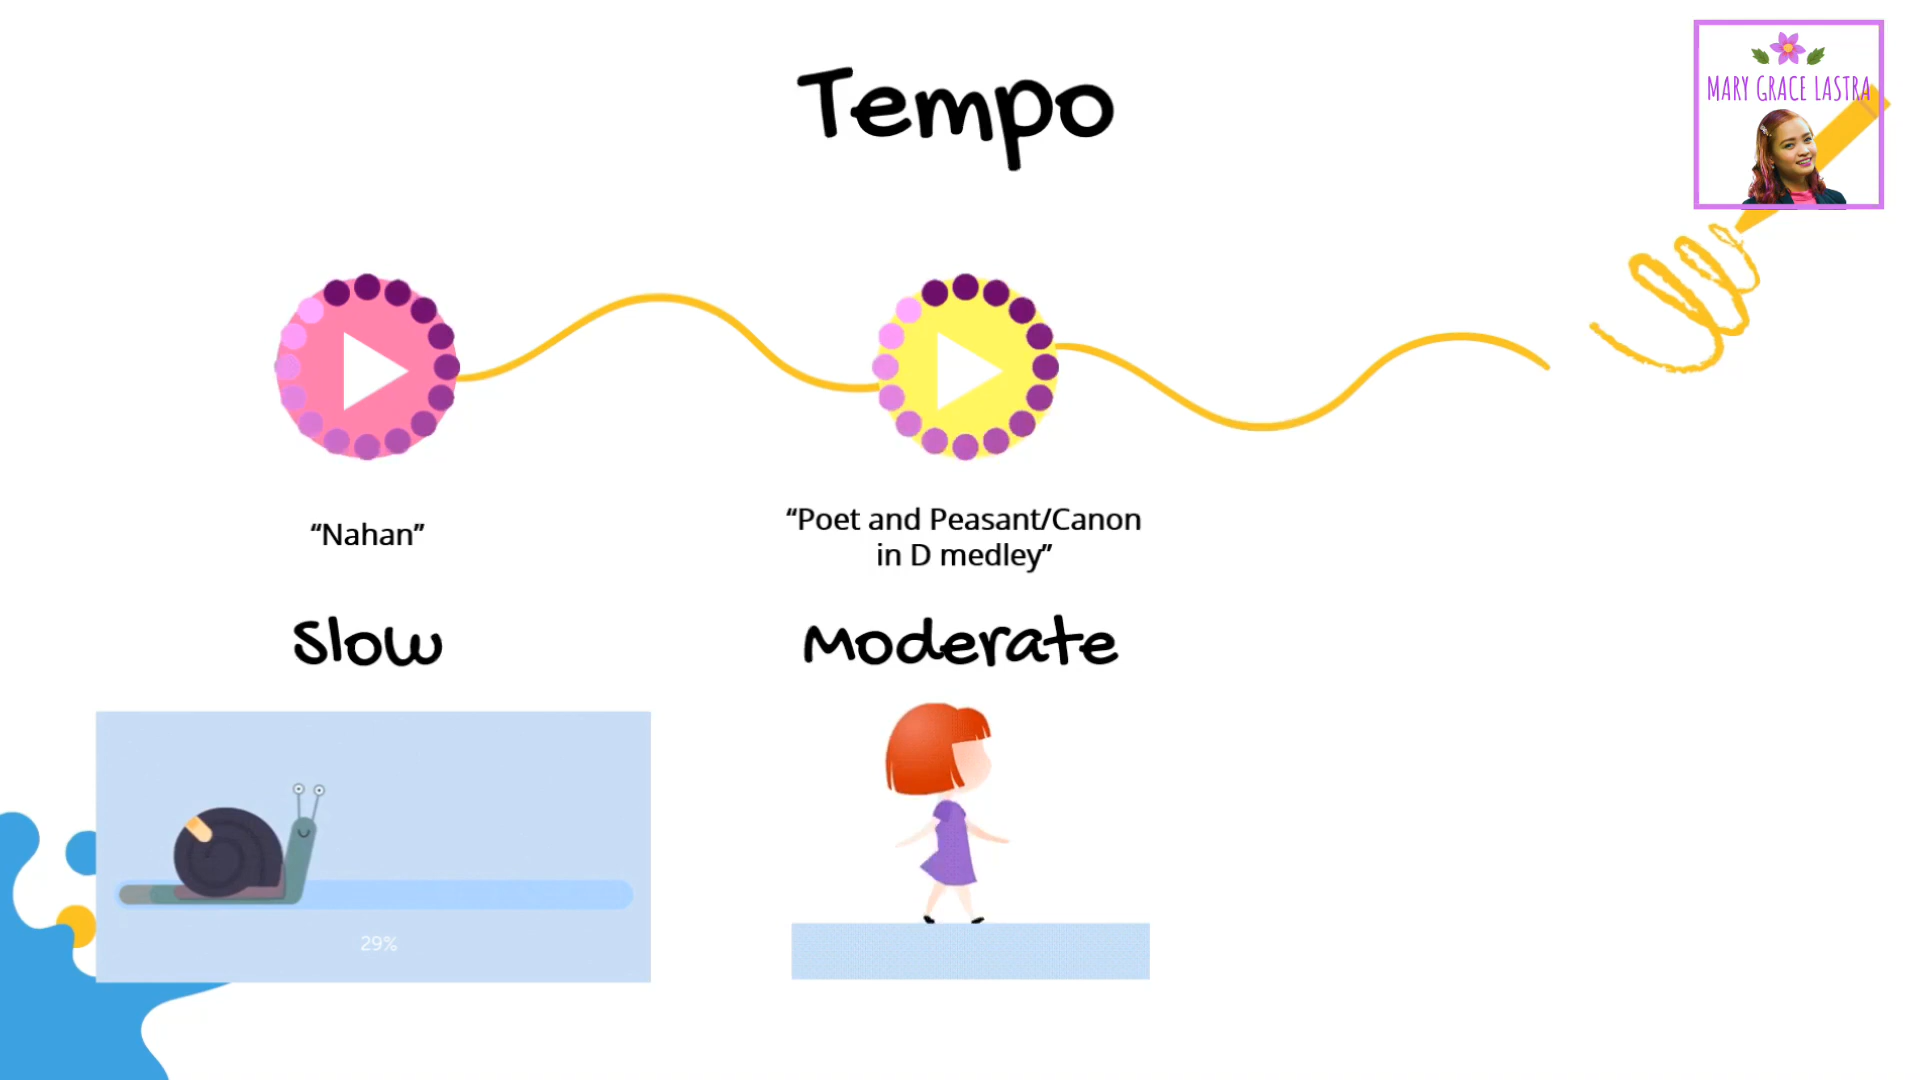 Tempo
MARY GRACE LASTRA
“Nahan”
“Poet and Peasant/Canon
in D medley”
Slow
Moderate
29%